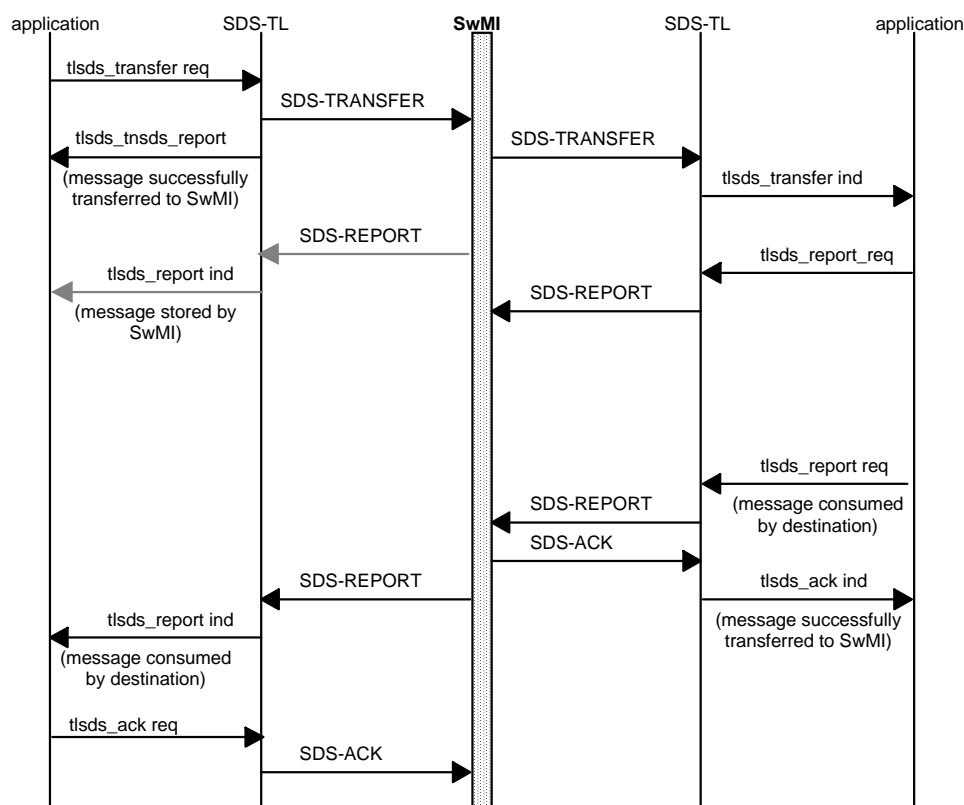 application
SDS-TL
SwMI
SDS-TL
application
tlsds_transfer req
SDS-TRANSFER
tlsds_tnsds_report
SDS-TRANSFER
(message successfully
transferred to SwMI)
tlsds_transfer ind
SDS-REPORT
tlsds_report_req
tlsds_report ind
SDS-REPORT
(message stored by
SwMI)
tlsds_report req
SDS-REPORT
(message consumed
by destination)
SDS-ACK
SDS-REPORT
tlsds_ack ind
tlsds_report ind
(message successfully
transferred to SwMI)
(message consumed
by destination)
tlsds_ack req
SDS-ACK